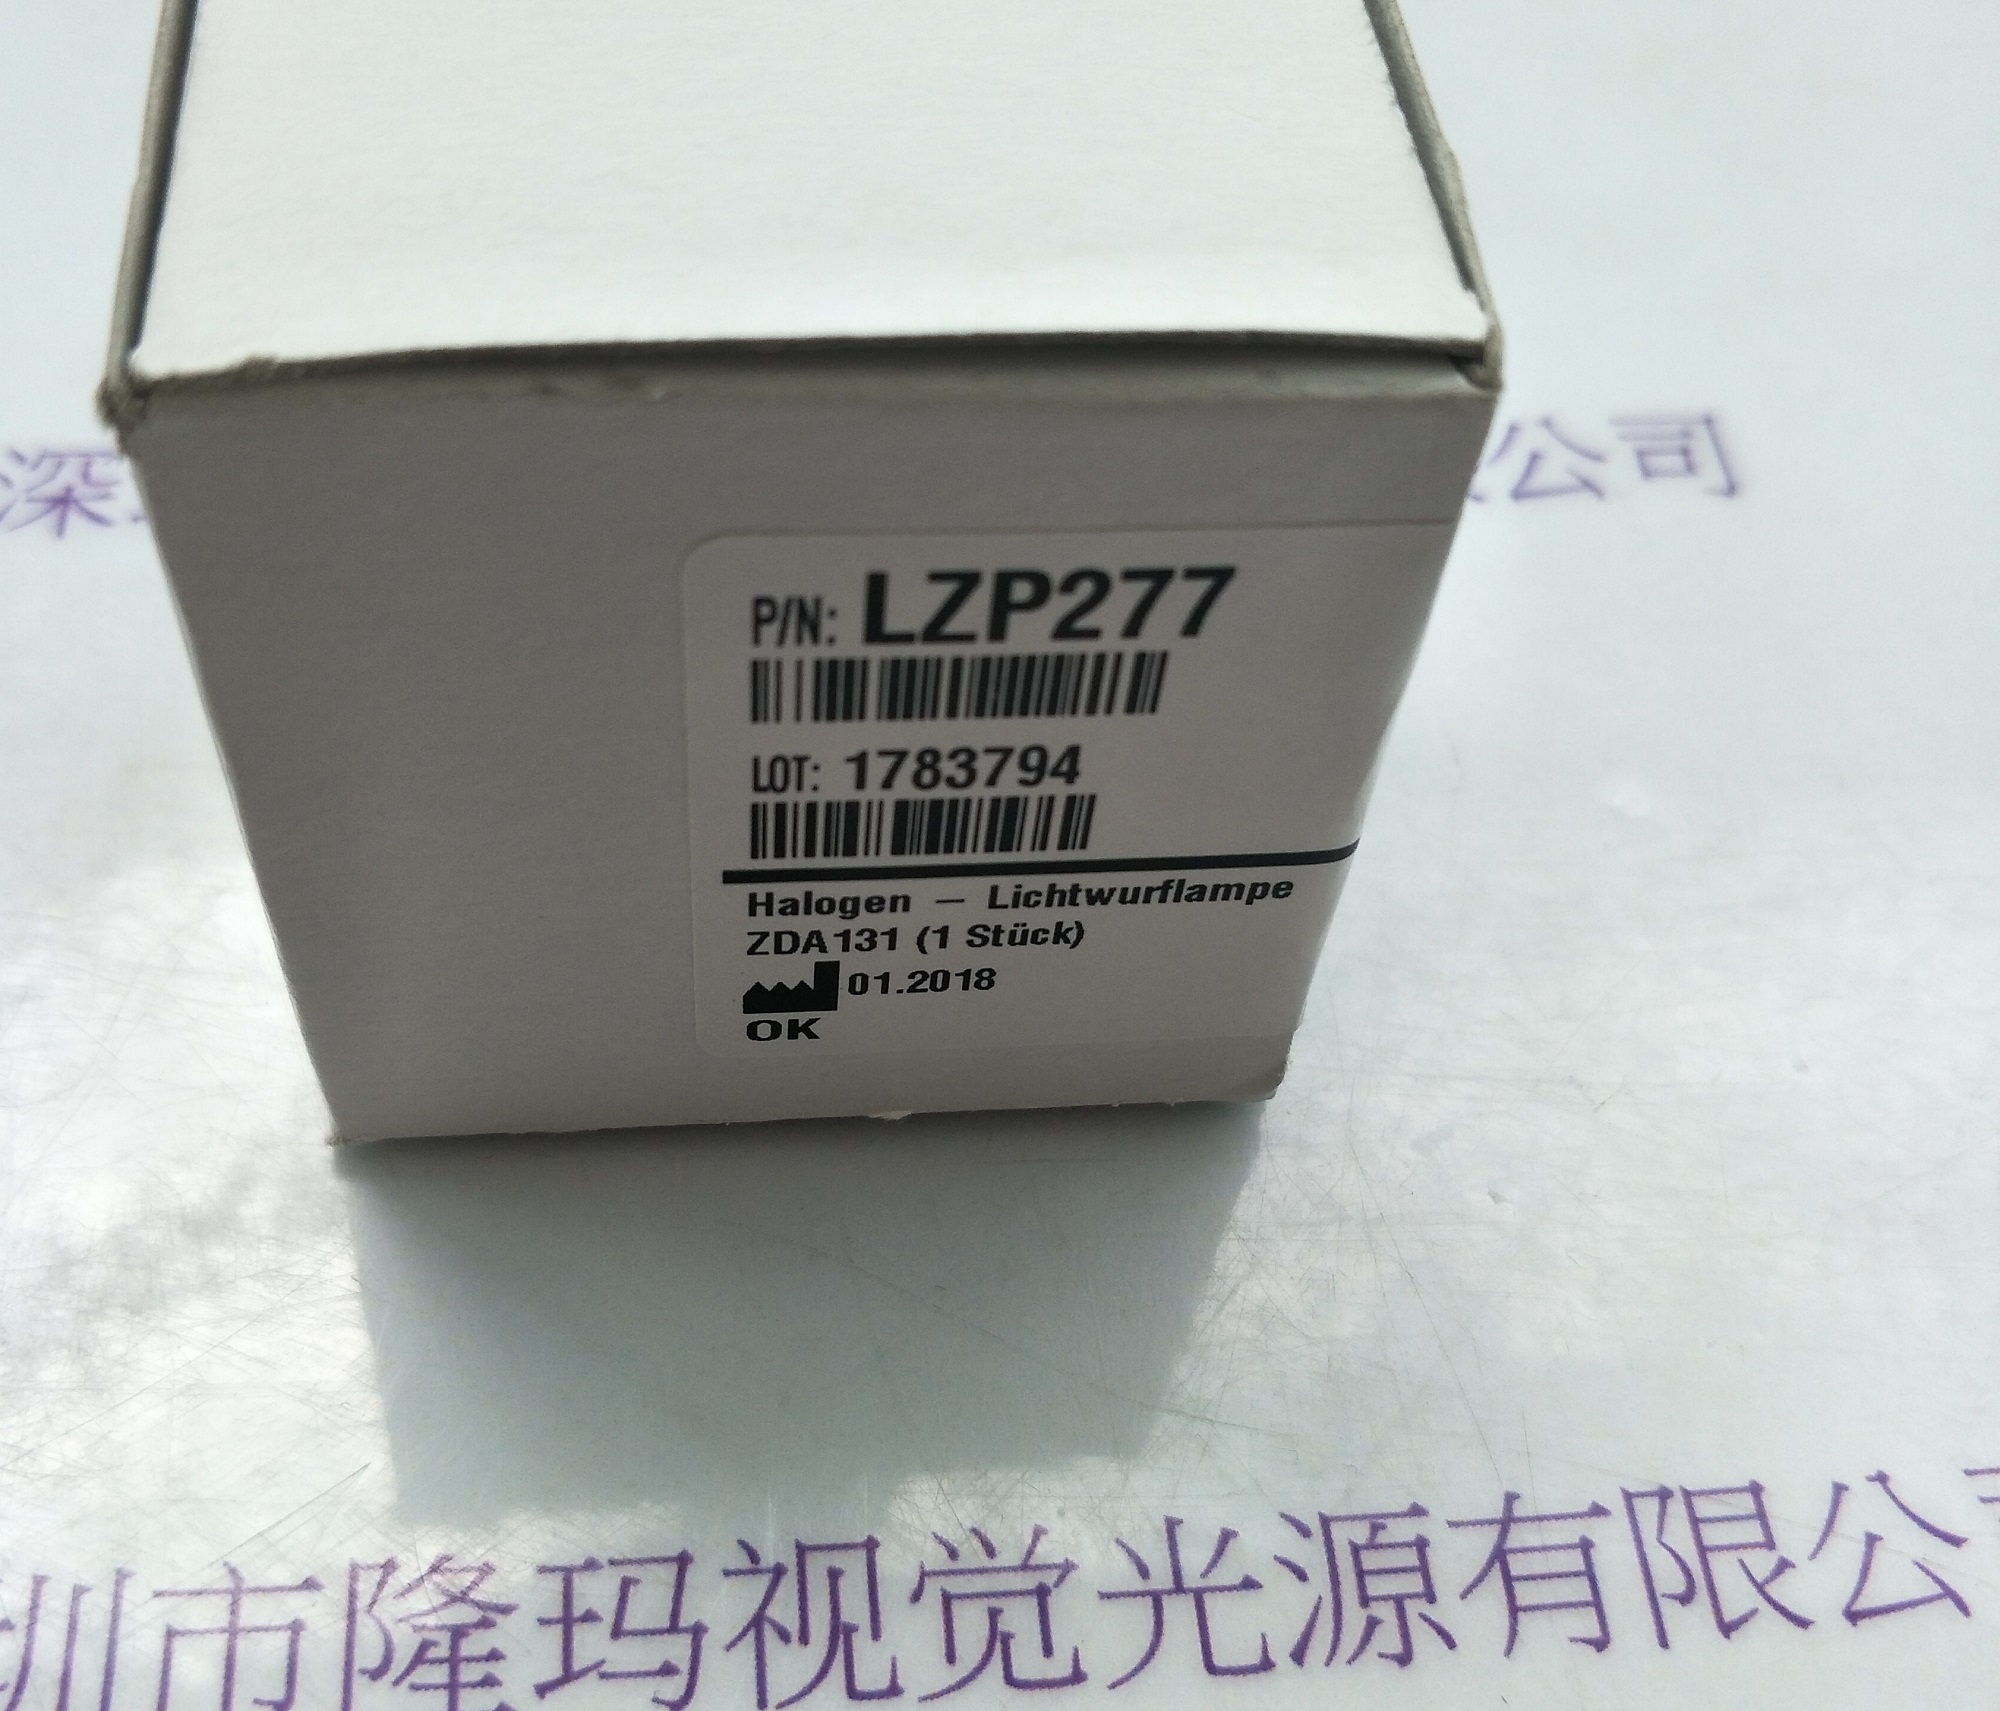 深 公司
P/N: LZP277
LOT: 1783794
Halogen — Lichtwurflampe
ZDA131 (1 Stück)
01.2018
OK
圳市隆玛视觉光源有限公司